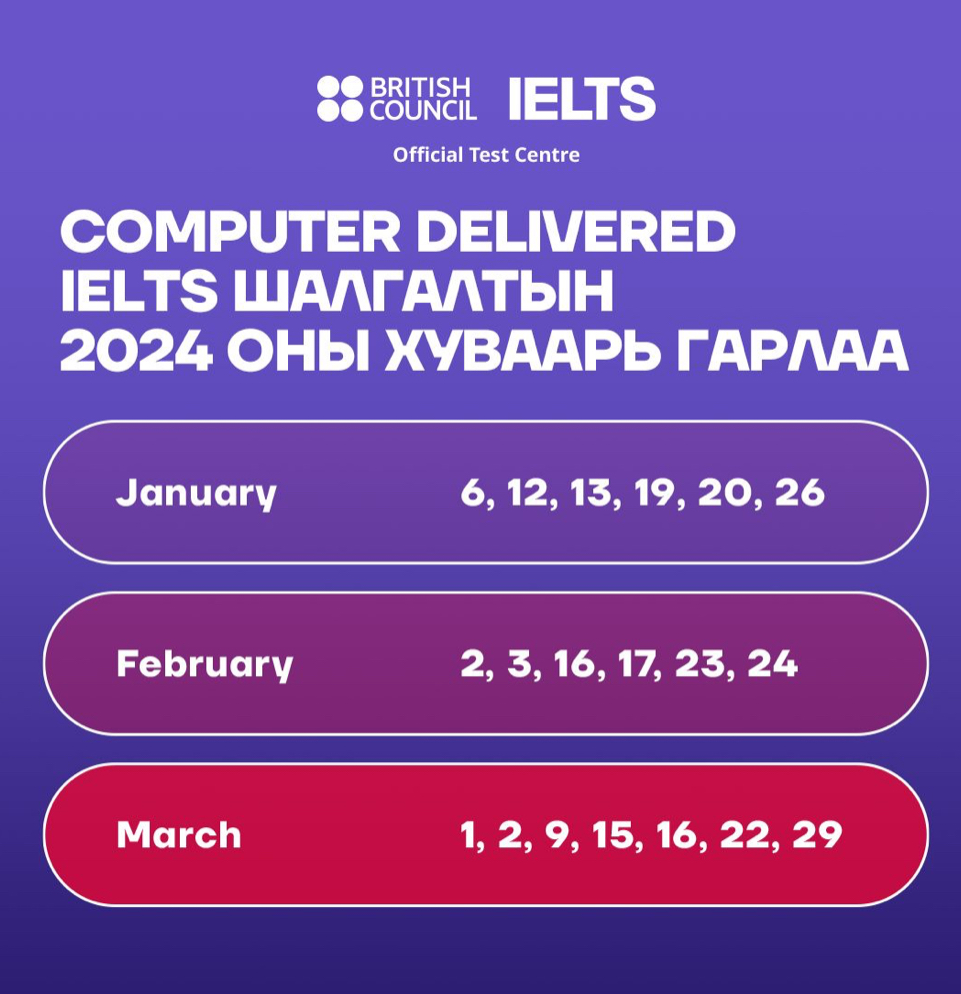 BRITISH COUNCIL IELTS
Official Test Centre
COMPUTER DELIVERED
IELTS ШАЛГАЛТЫН
2024 ОНЫ ХУВААРЬ ГАРЛАА
January 6, 12, 13, 19, 20, 26
February 2, 3, 16, 17, 23, 24
March 1, 2, 9, 15, 16, 22, 29